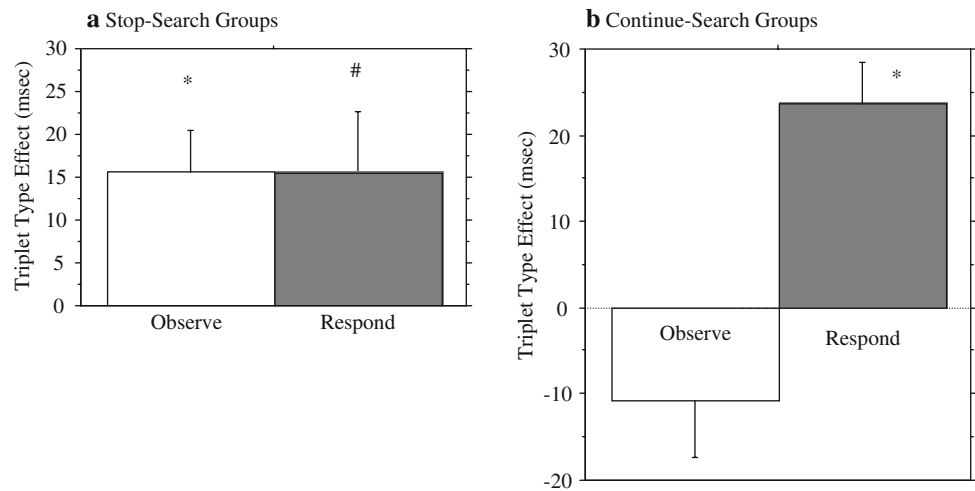 a Stop-Search Groups
30
25
20
15
10
5
0
Triplet Type Effect (msec)
*
#
Observe
Respond
b Continue-Search Groups
30
20
10
0
-10
-20
Triplet Type Effect (msec)
*
Observe
Respond